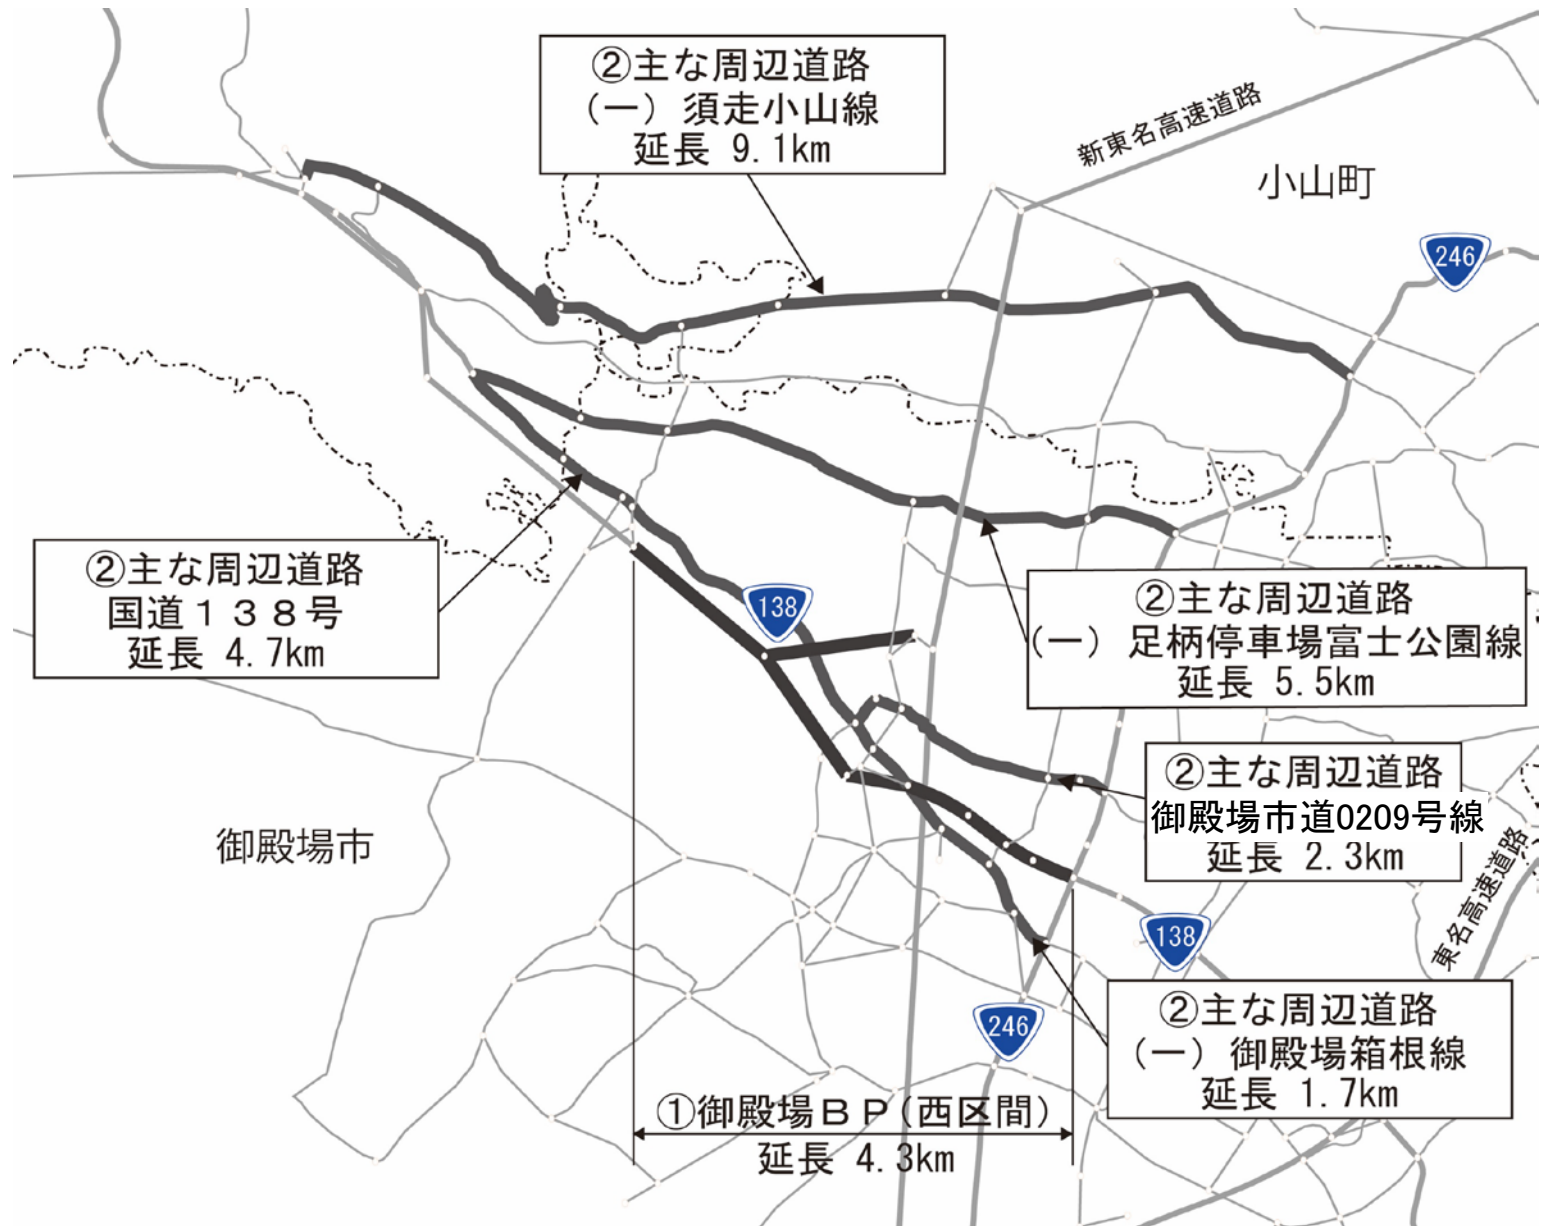 ②主な周辺道路
（一）須走小山線
延長 9.1km
新東名高速道路
小山町
246
②主な周辺道路
国道１３８号
延長 4.7km
138
②主な周辺道路
（一）足柄停車場富士公園線
延長 5.5km
②主な周辺道路
御殿場市道0209号線
延長 2.3km
御殿場市
東名高速道路
138
②主な周辺道路
（一）御殿場箱根線
延長 1.7km
246
①御殿場ＢＰ(西区間)
延長 4.3km